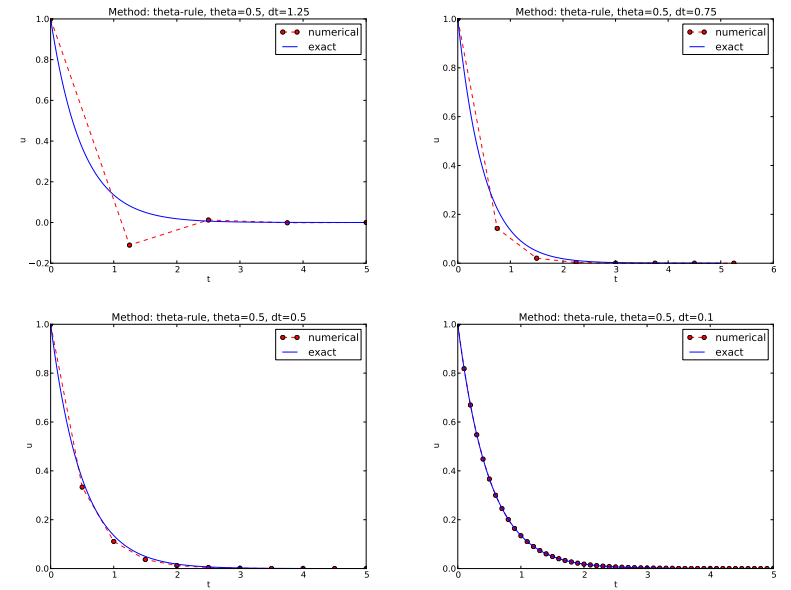 Method: theta-rule, theta=0.5, dt=1.25
1.0
0.8
0.6
0.4
0.2
0.0
−0.2
u
numerical
exact
0 1 2 3 4 5
t
Method: theta-rule, theta=0.5, dt=0.75
1.0
0.8
0.6
0.4
0.2
0.0
u
numerical
exact
0 1 2 3 4 5 6
t
Method: theta-rule, theta=0.5, dt=0.5
1.0
0.8
0.6
0.4
0.2
0.0
u
numerical
exact
0 1 2 3 4 5
t
Method: theta-rule, theta=0.5, dt=0.1
1.0
0.8
0.6
0.4
0.2
0.0
u
numerical
exact
0 1 2 3 4 5
t